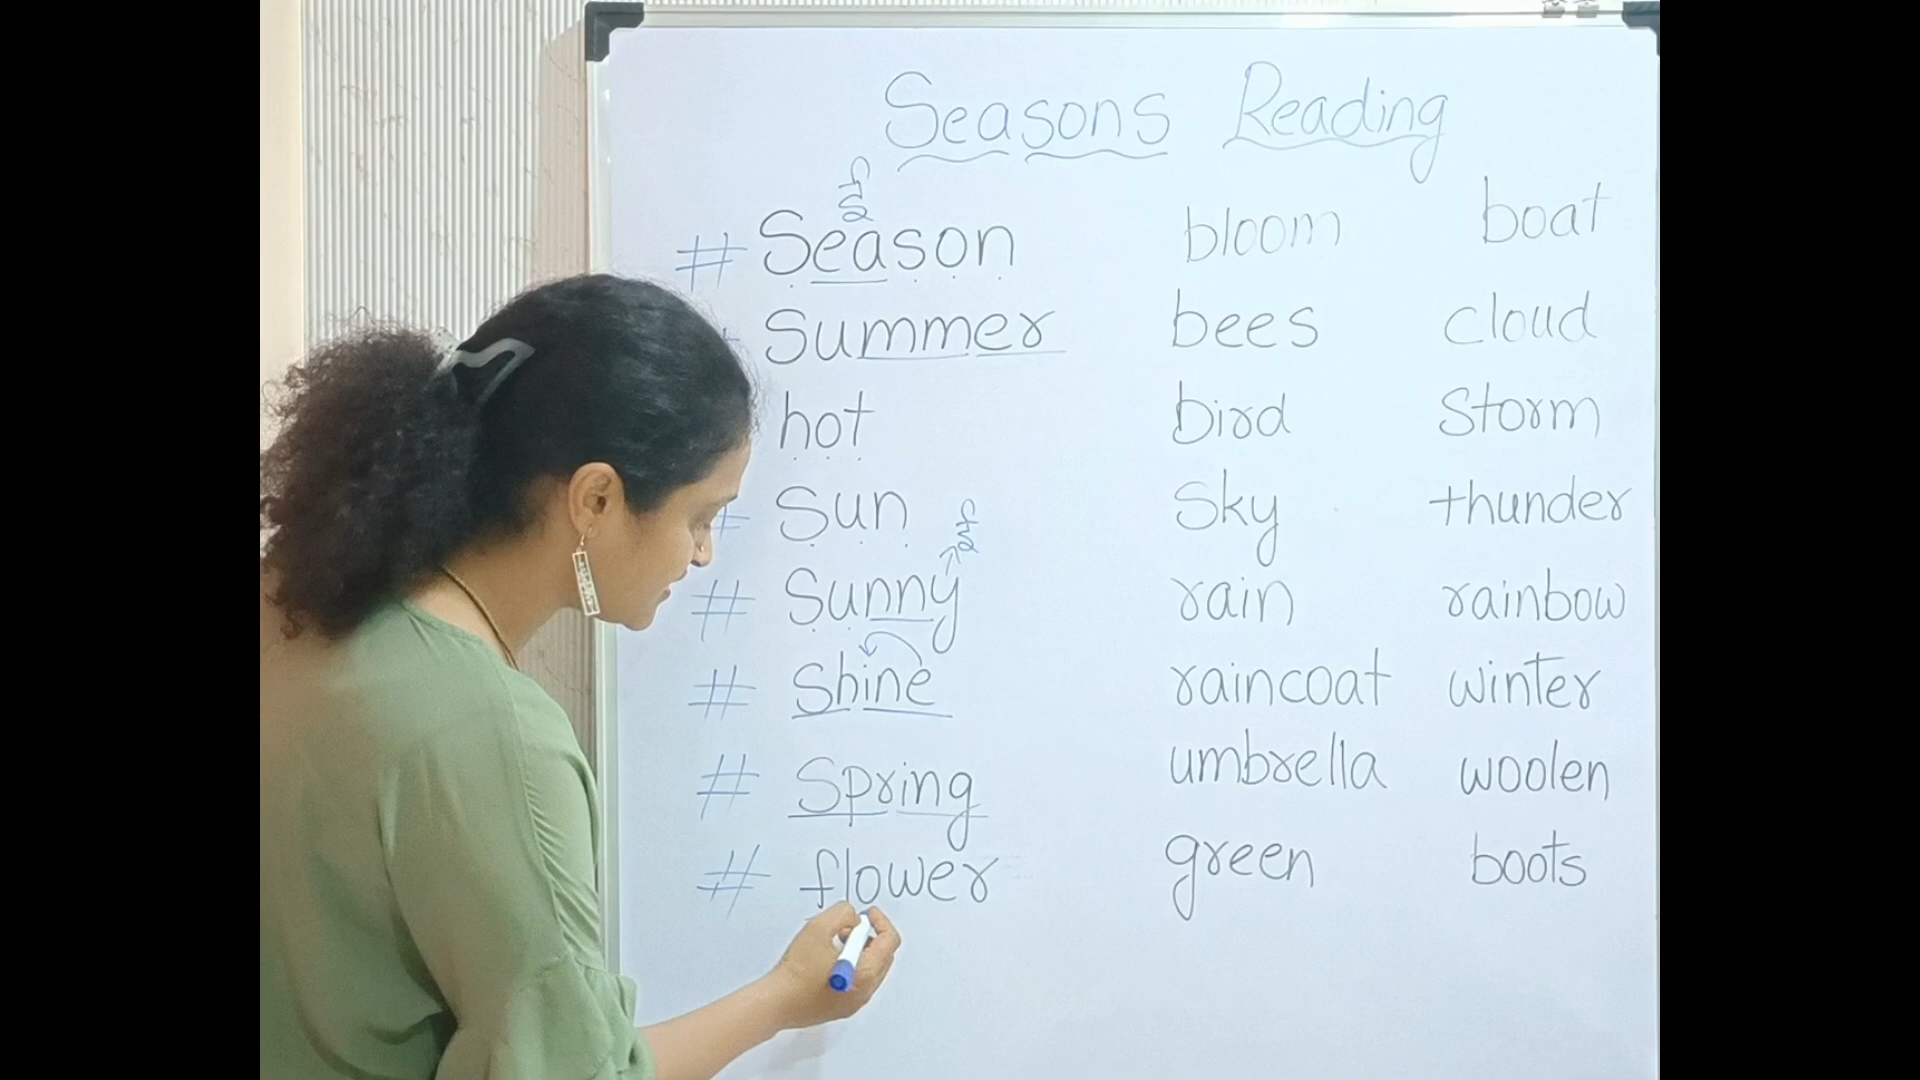 Seasons Reading
ई
# Season
Summer
hot
Sun
ई
# Sunny
# Shine
# Spring
# flower
bloom
bees
bird
Sky
rain
raincoat
umbrella
green
boat
cloud
Storm
thunder
rainbow
winter
woolen
boots